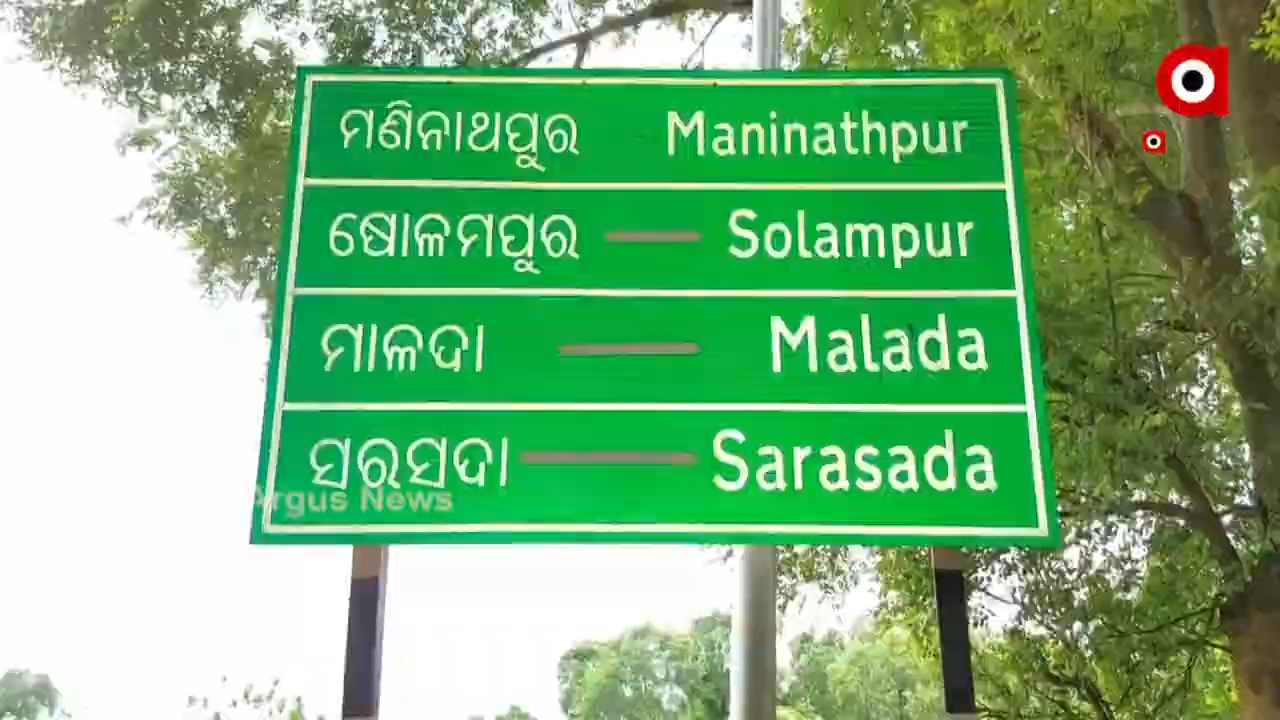 ମଣିନାଥପୁର Maninathpur
ଷୋଳମପୁର — Solampur
ମାଳଦା — Malada
ସରସଦା — Sarasada
Argus News